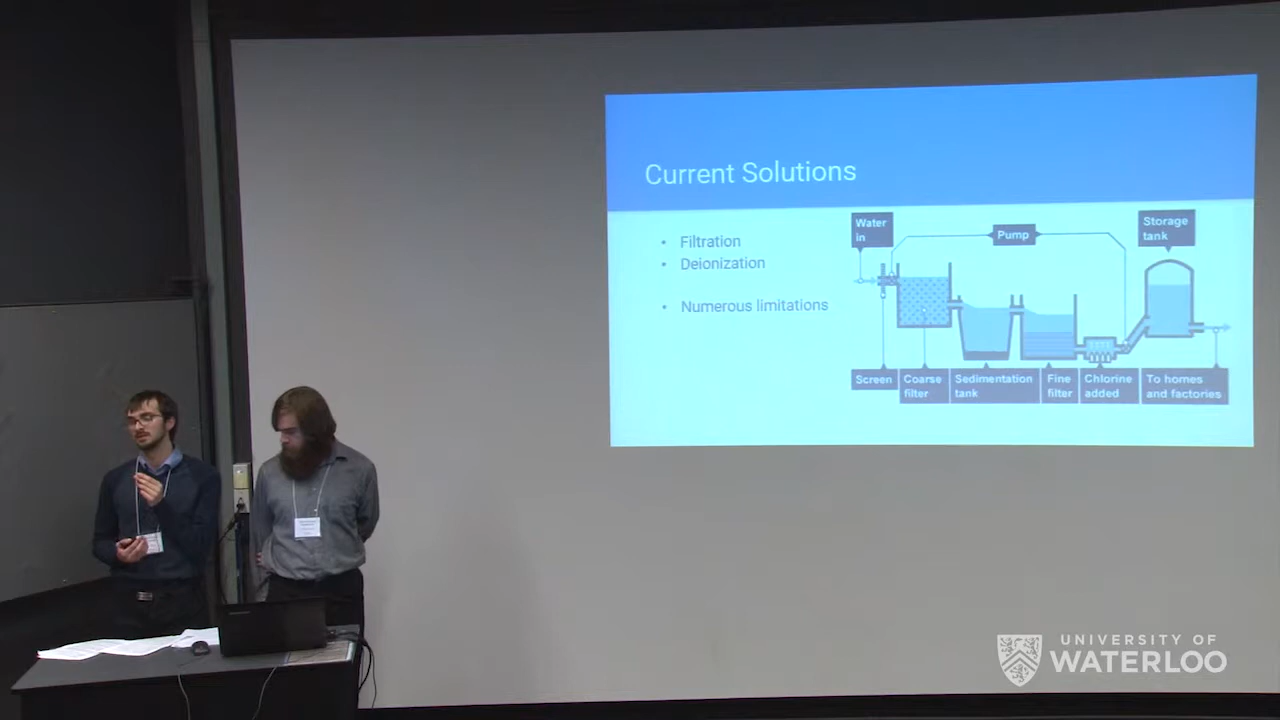 Current Solutions
• Filtration
• Deionization
• Numerous limitations
Water
in
Pump
Storage
tank
Screen
Coarse
filter
Sedimentation
tank
Fine
filter
Chlorine
added
To homes
and factories
UNIVERSITY OF
WATERLOO